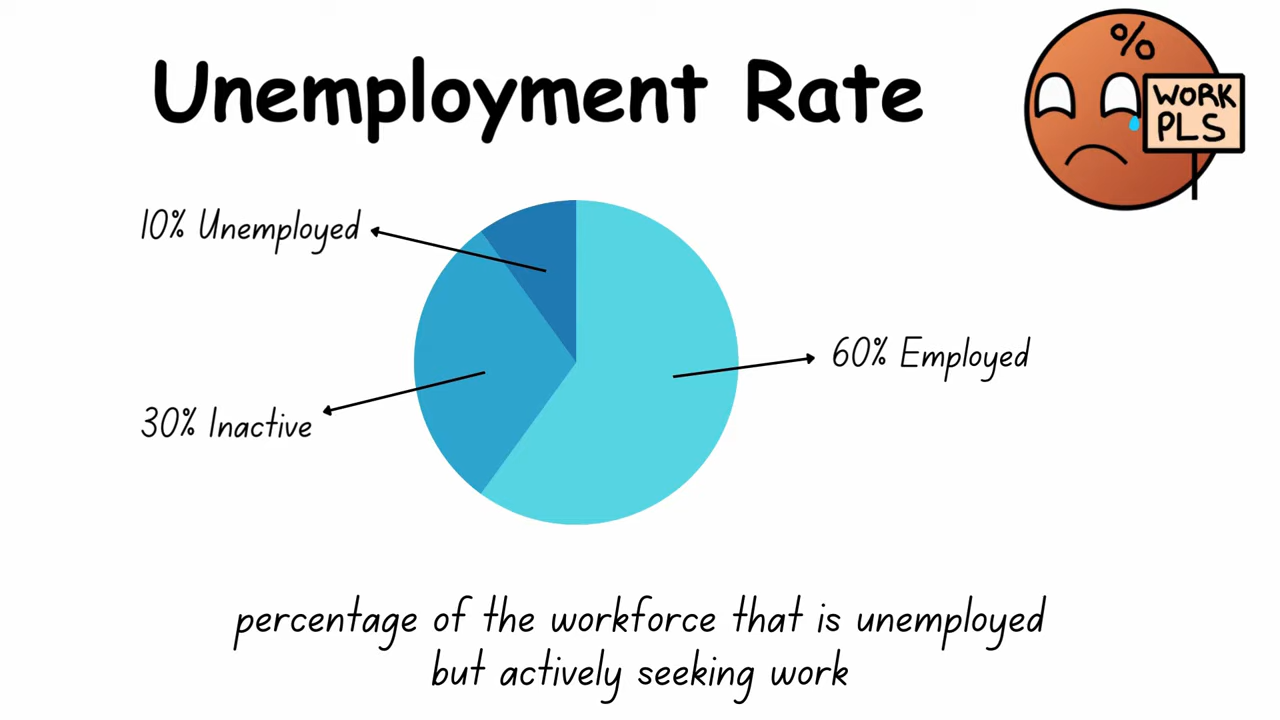 Unemployment Rate
%
WORK
PLS
10% Unemployed
60% Employed
30% Inactive
percentage of the workforce that is unemployed
but actively seeking work